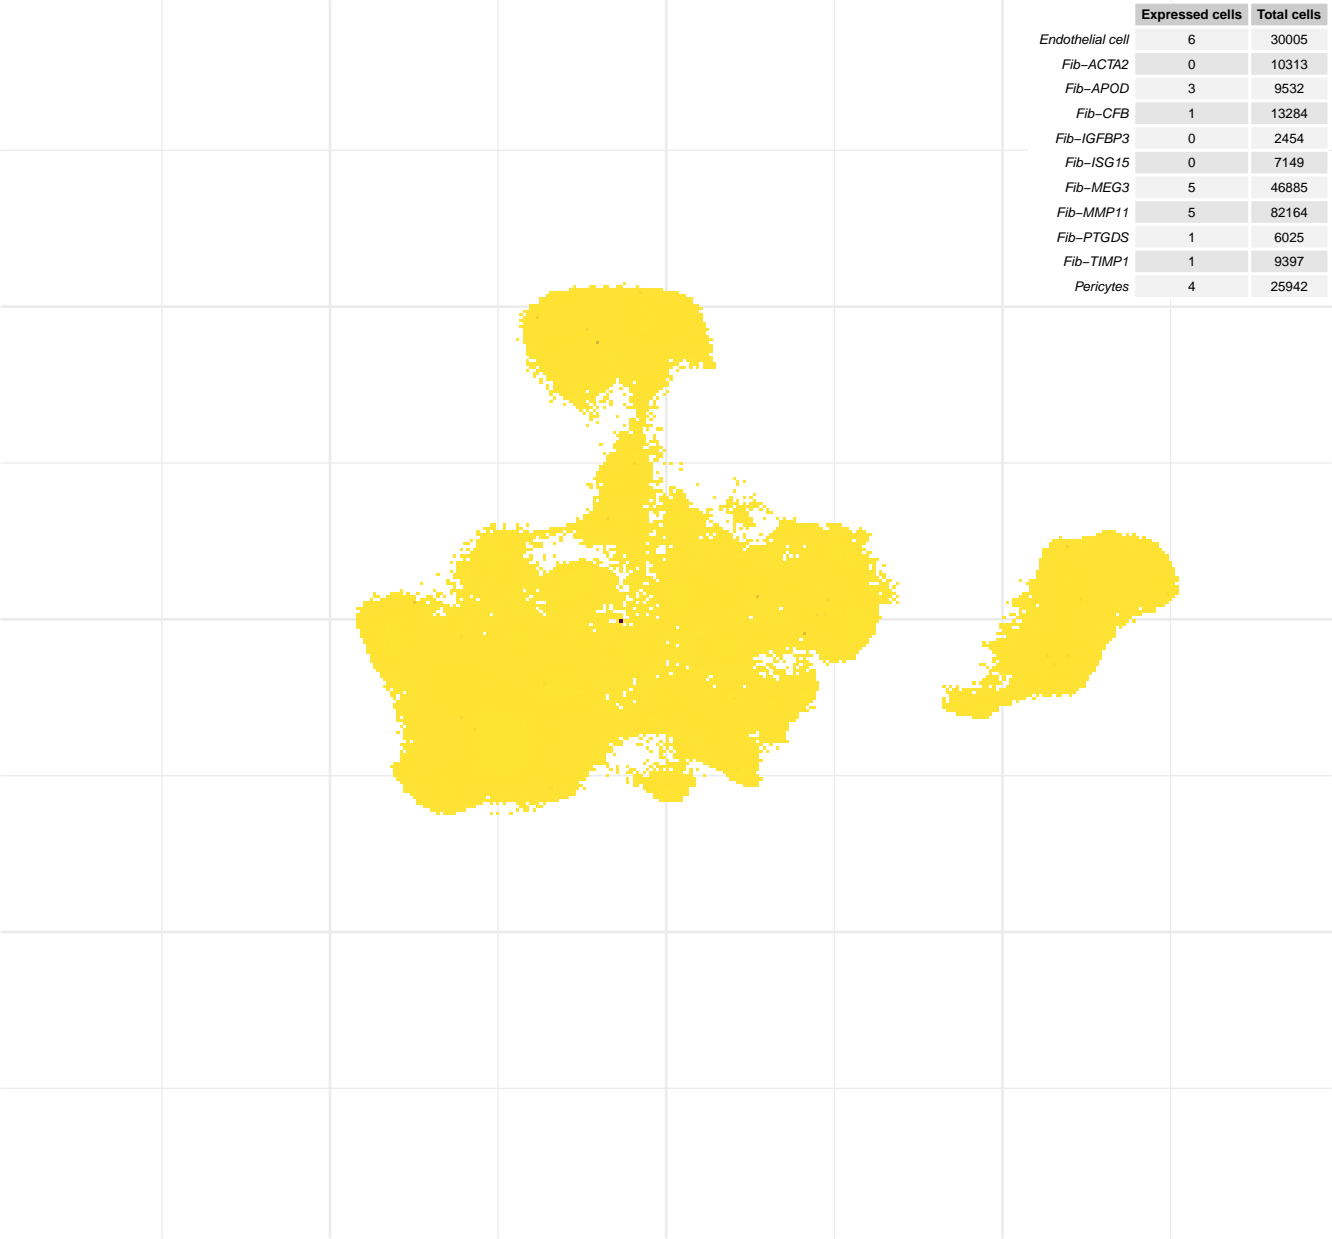 Expressed cells Total cells
Endothelial cell 6 30005
Fib−ACTA2 0 10313
Fib−APOD 3 9532
Fib−CFB 1 13284
Fib−IGFBP3 0 2454
Fib−ISG15 0 7149
Fib−MEG3 5 46885
Fib−MMP11 5 82164
Fib−PTGDS 1 6025
Fib−TIMP1 1 9397
Pericytes 4 25942